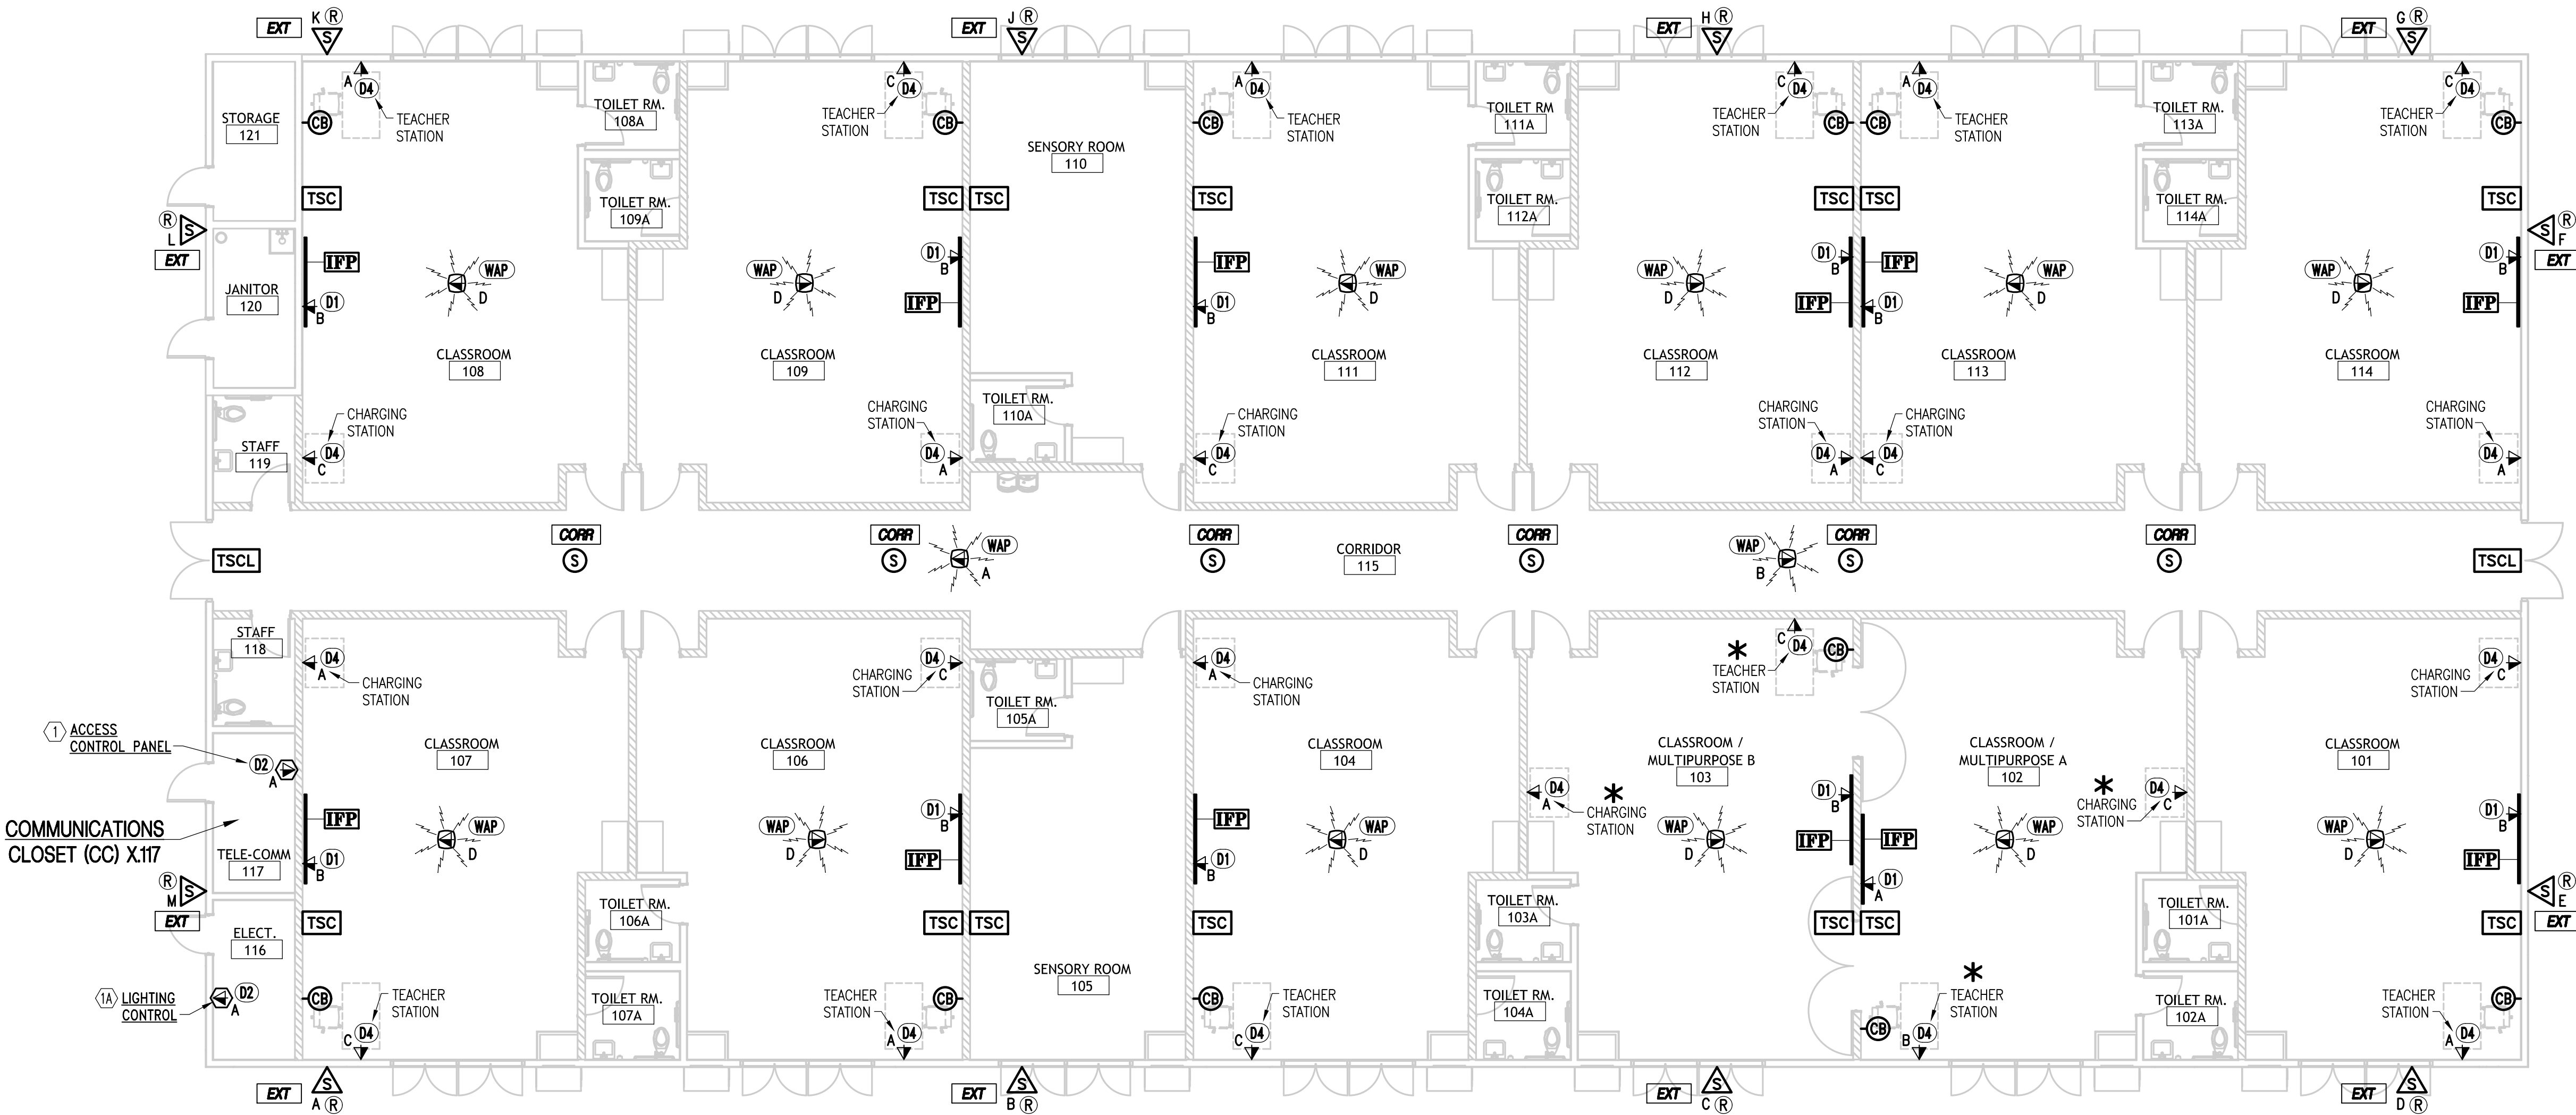 K R
EXT
S
J R
EXT
S
H R
EXT
S
G R
EXT
S
A
D4
CB
TEACHER
STATION
STORAGE
121
TOILET RM.
108A
C
D4
TEACHER
STATION
CB
SENSORY ROOM
110
A
D4
CB
TEACHER
STATION
TOILET RM
111A
C
D4
TEACHER
STATION
CB
CB
A
D4
TEACHER
STATION
TOILET RM.
113A
C
D4
TEACHER
STATION
CB
TSC
TOILET RM.
109A
TSC
TSC
TSC
TOILET RM.
112A
TSC
TSC
TOILET RM.
114A
TSC
R
S
L
EXT
R
S
F
EXT
JANITOR
120
IFP
D1
B
WAP
D
WAP
D
D1
B
IFP
IFP
D1
B
WAP
D
WAP
D
D1
B
IFP
IFP
D1
B
WAP
D
WAP
D
D1
B
IFP
CLASSROOM
108
CLASSROOM
109
CLASSROOM
111
CLASSROOM
112
CLASSROOM
113
CLASSROOM
114
TOILET RM.
110A
STAFF
119
CHARGING
STATION
D4
C
CHARGING
STATION
D4
A
CHARGING
STATION
D4
C
CHARGING
STATION
D4
A
CHARGING
STATION
D4
C
CHARGING
STATION
D4
A
TSCL
CORR
S
CORR
S
WAP
A
CORR
S
CORRIDOR
115
CORR
S
WAP
B
CORR
S
CORR
S
TSCL
STAFF
118
D4
A
CHARGING
STATION
D4
C
CHARGING
STATION
TOILET RM.
105A
D4
A
CHARGING
STATION
*
TEACHER
STATION
C
D4
CB
D4
C
CHARGING
STATION
1 ACCESS
CONTROL PANEL
D2
A
COMMUNICATIONS
CLOSET (CC) X.117
TELE-COMM
117
CLASSROOM
107
CLASSROOM
106
CLASSROOM
104
CLASSROOM /
MULTIPURPOSE B
103
CLASSROOM /
MULTIPURPOSE A
102
CLASSROOM
101
D4
A
*
CHARGING
STATION
*
CHARGING
STATION
D4
C
IFP
D1
B
WAP
D
WAP
D
D1
B
IFP
IFP
D1
B
WAP
D
WAP
D
D1
B
IFP
IFP
D1
A
WAP
D
WAP
D
D1
B
IFP
R
S
M
EXT
R
S
E
EXT
ELECT.
116
TSC
TOILET RM.
106A
TSC
TSC
TSC
TOILET RM.
103A
TSC
TSC
TOILET RM.
101A
TSC
1A LIGHTING
CONTROL
D2
A
CB
TEACHER
STATION
C
D4
TOILET RM.
107A
TEACHER
STATION
CB
A
D4
SENSORY ROOM
105
CB
TEACHER
STATION
C
D4
TOILET RM.
104A
*
TEACHER
STATION
CB
B
D4
TOILET RM.
102A
TEACHER
STATION
CB
A
D4
EXT
S
A R
EXT
S
B R
EXT
S
C R
EXT
S
D R